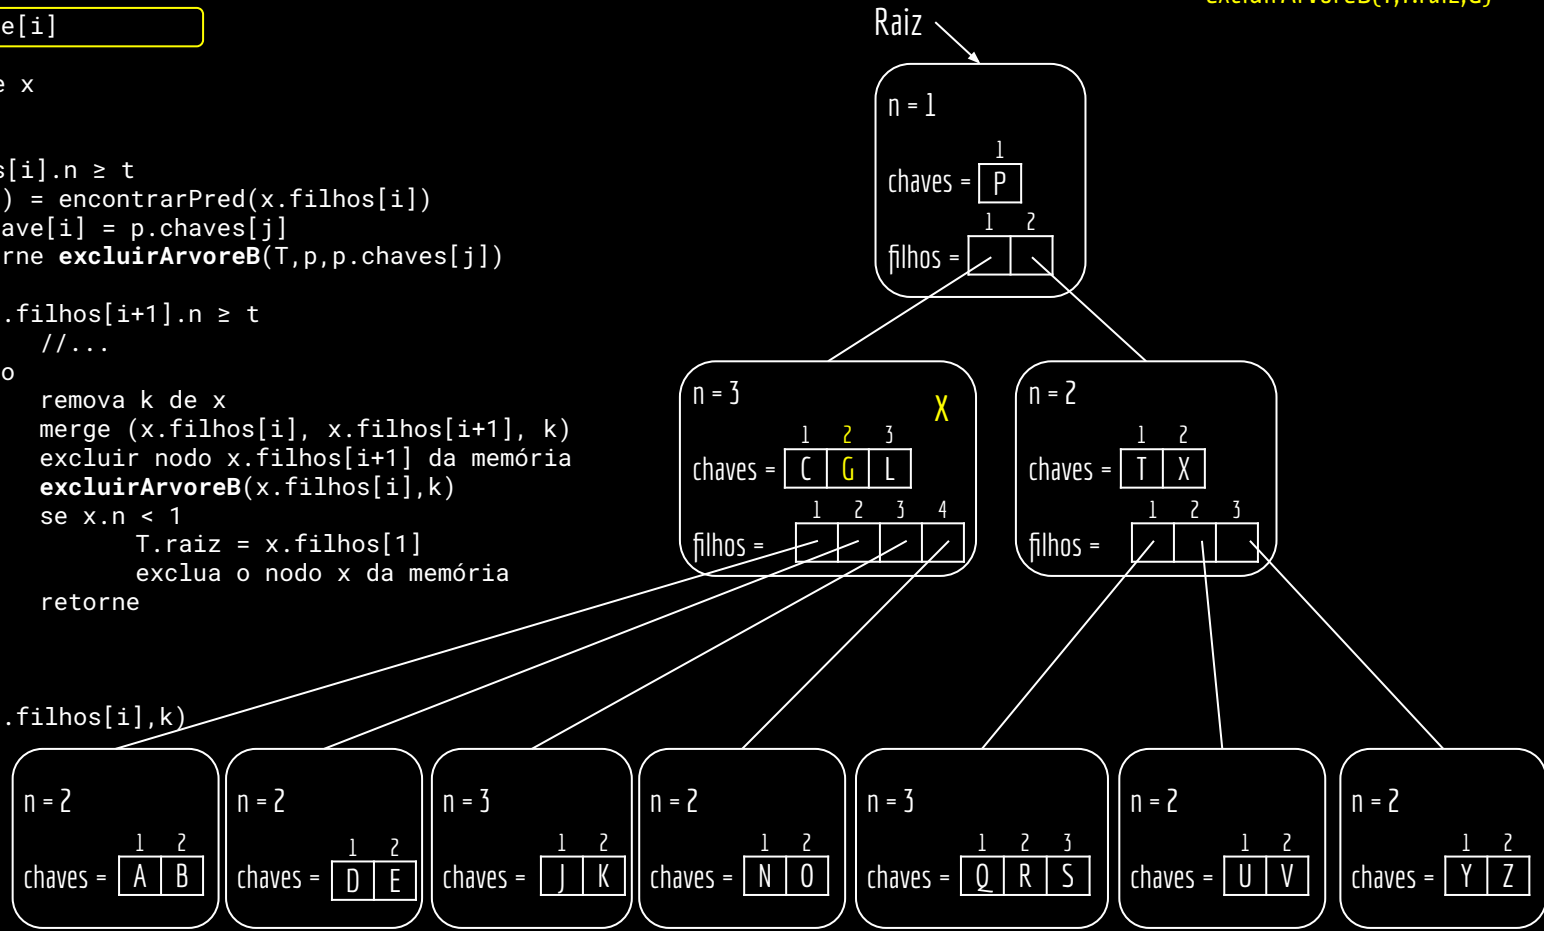 e[i]
e x
s[i].n ≥ t
) = encontrarPred(x.filhos[i])
ave[i] = p.chaves[j]
rne excluirArvoreB(T,p,p.chaves[j])
.filhos[i+1].n ≥ t
//...
o
remova k de x
merge (x.filhos[i], x.filhos[i+1], k)
excluir nodo x.filhos[i+1] da memória
excluirArvoreB(x.filhos[i],k)
se x.n < 1
T.raiz = x.filhos[1]
exclua o nodo x da memória
retorne
.filhos[i],k)
Raiz
n = 1
1
chaves = P
1 2
filhos =
n = 3
X
1 2 3
chaves = C G L
1 2 3 4
filhos =
n = 2
1 2
chaves = T X
1 2 3
filhos =
n = 2
1 2
chaves = A B
n = 2
1 2
chaves = D E
n = 3
1 2
chaves = J K
n = 2
1 2
chaves = N O
n = 3
1 2 3
chaves = Q R S
n = 2
1 2
chaves = U V
n = 2
1 2
chaves = Y Z